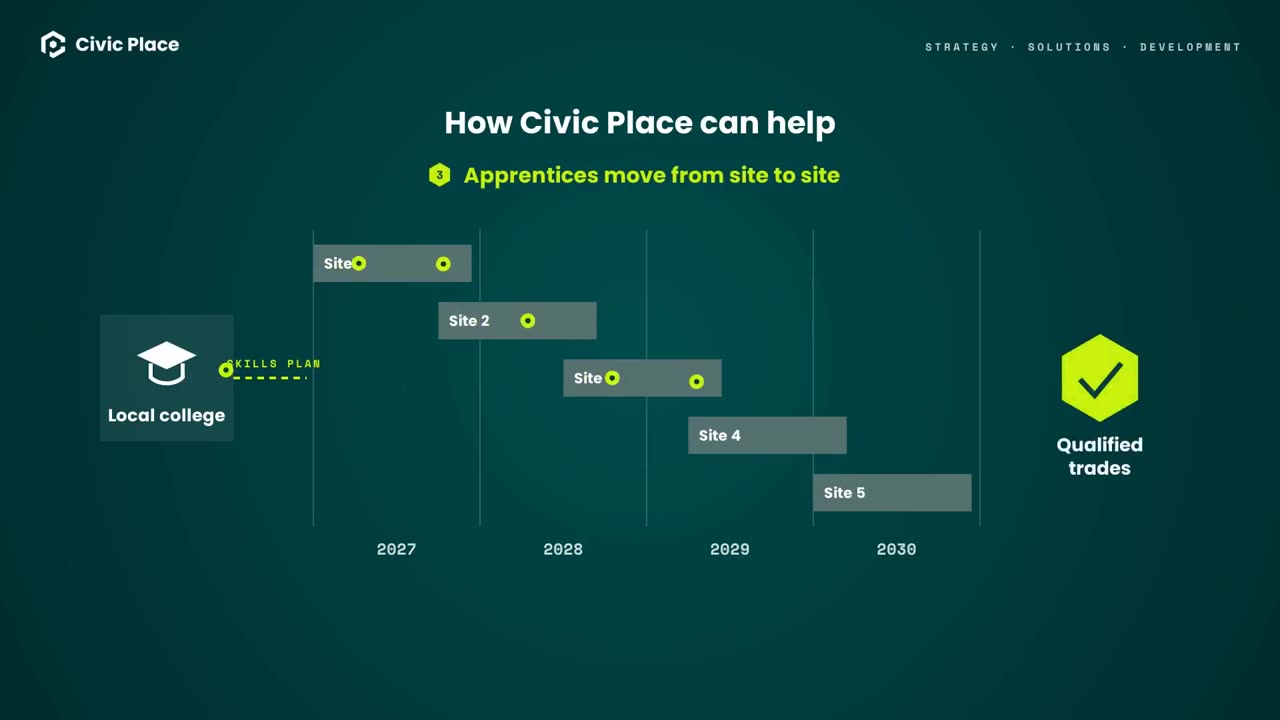 Civic Place
STRATEGY · SOLUTIONS · DEVELOPMENT
How Civic Place can help
3 Apprentices move from site to site
Site
Site 2
Site
Site 4
Site 5
SKILLS PLAN
Local college
Qualified
trades
2027 2028 2029 2030